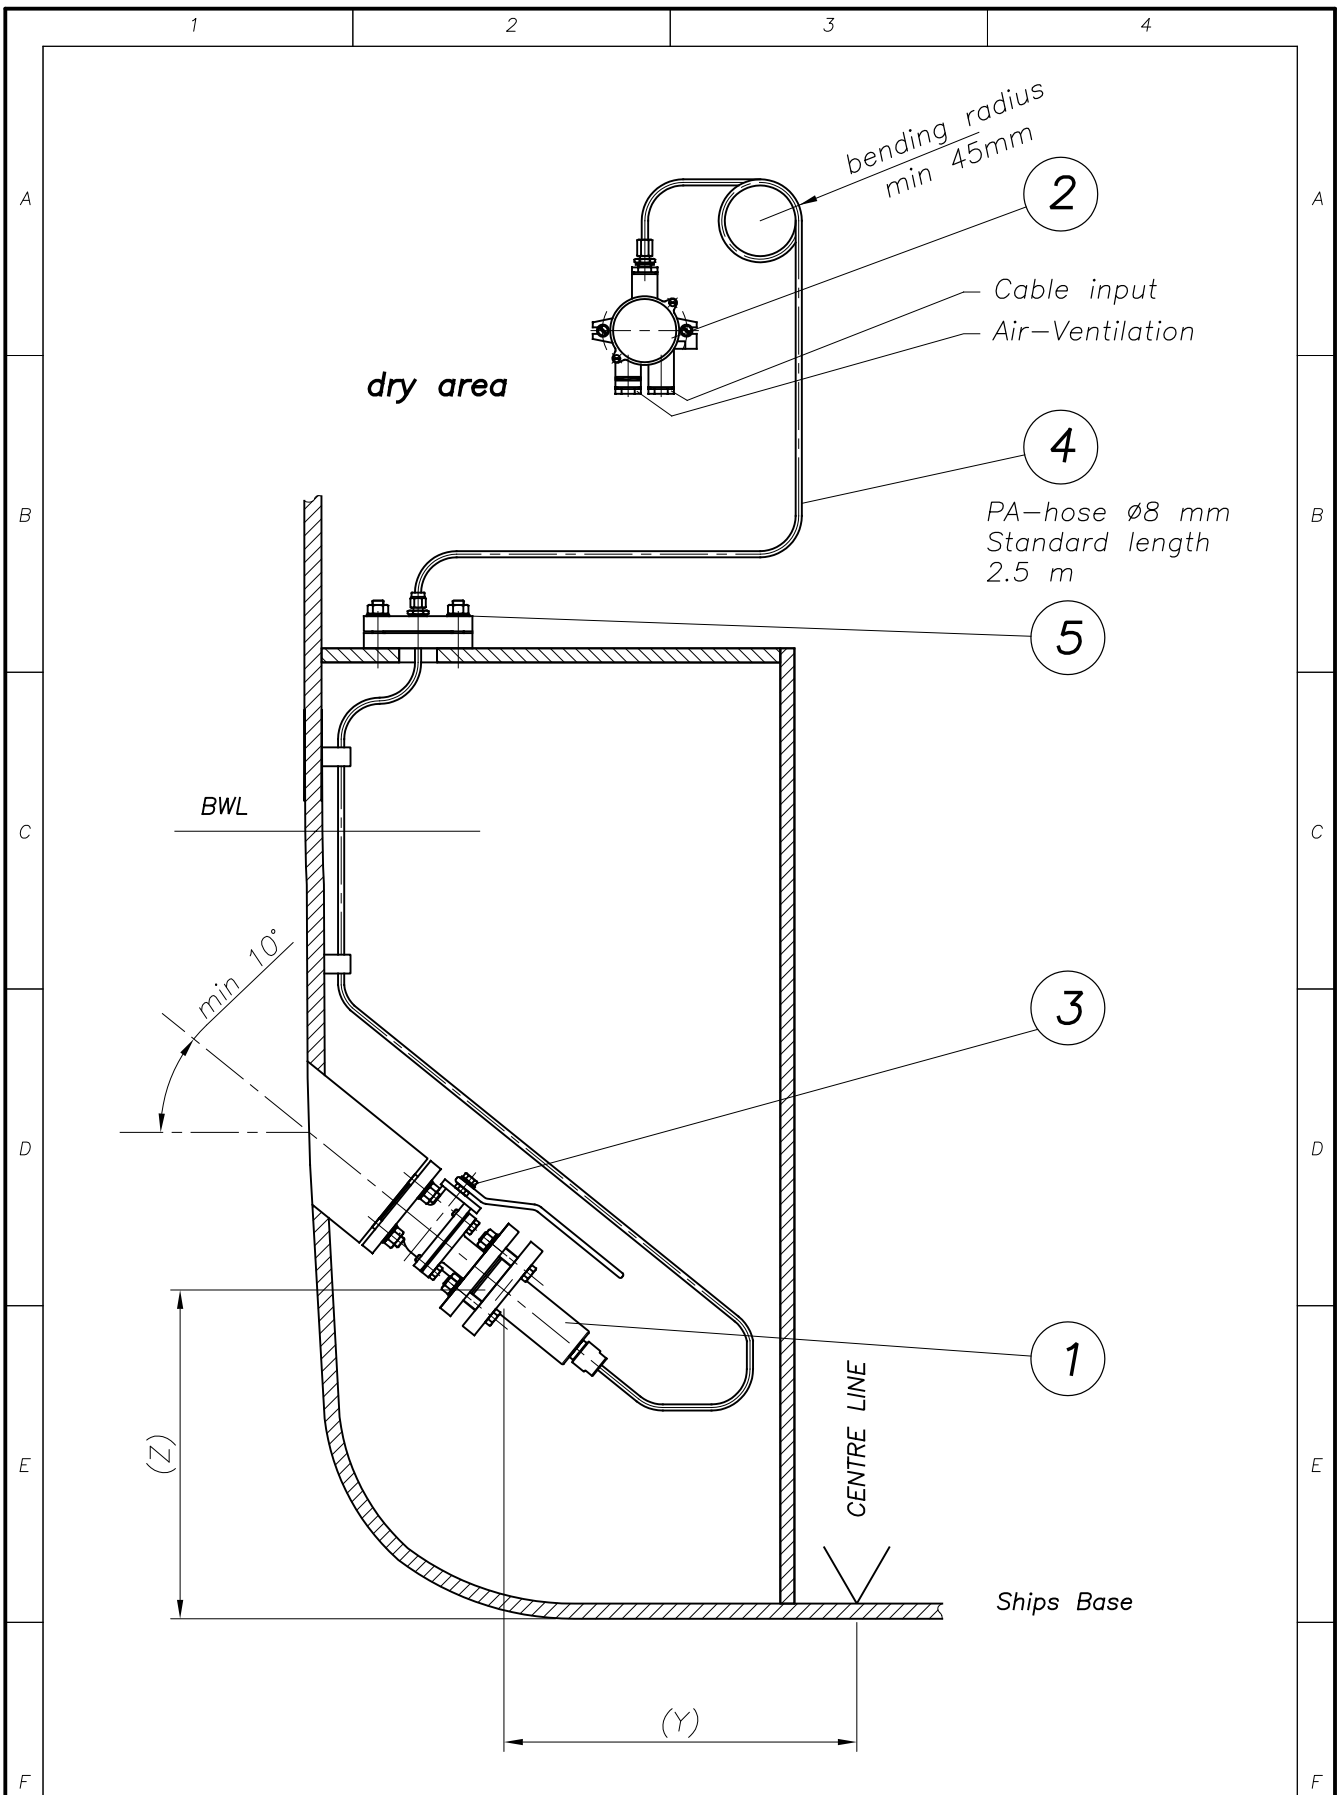 1 2 3 4
bending radius
min 45mm
2
A A
Cable input
Air-Ventilation
dry area
4
B B
PA-hose ø8 mm
Standard length
2.5 m
5
BWL
C C
min 10°
3
D D
1
CENTRE LINE
(Z)
E E
Ships Base
(Y)
F F